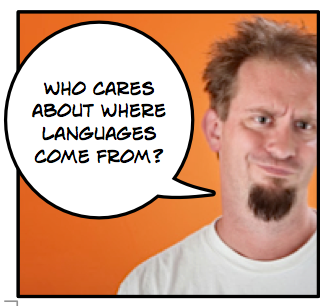 WHO CARES
ABOUT WHERE
LANGUAGES
COME FROM?